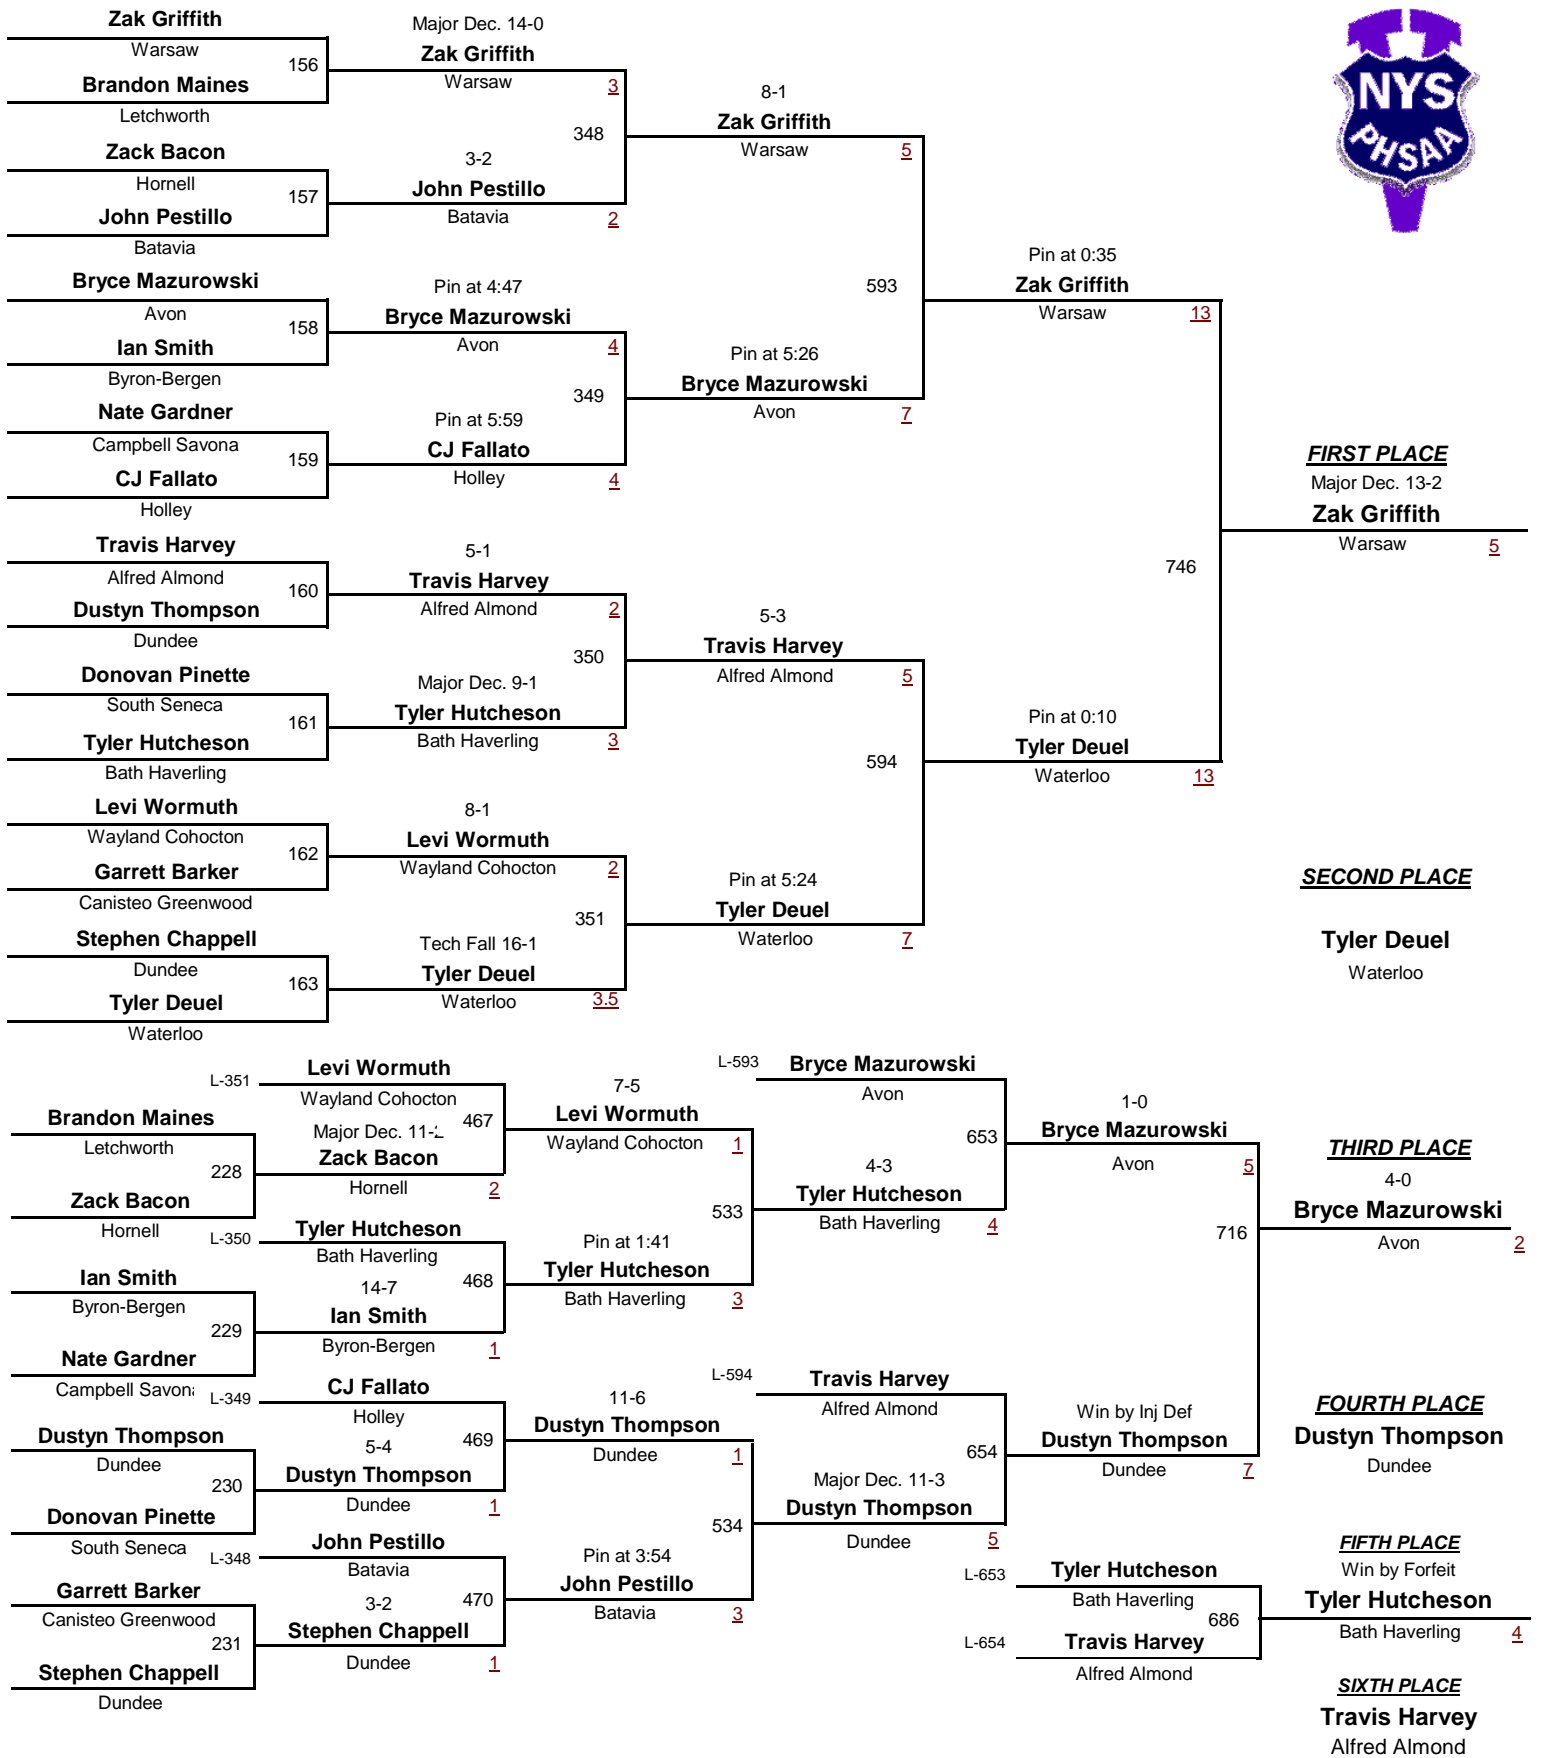 Zak Griffith
Warsaw
156
Brandon Maines
Letchworth
Zack Bacon
Hornell
157
John Pestillo
Batavia
Bryce Mazurowski
Avon
158
Ian Smith
Byron-Bergen
Nate Gardner
Campbell Savona
159
CJ Fallato
Holley
Travis Harvey
Alfred Almond
160
Dustyn Thompson
Dundee
Donovan Pinette
South Seneca
161
Tyler Hutcheson
Bath Haverling
Levi Wormuth
Wayland Cohocton
162
Garrett Barker
Canisteo Greenwood
Stephen Chappell
Dundee
163
Tyler Deuel
Waterloo
Major Dec. 14-0
Zak Griffith
Warsaw
3
348
3-2
John Pestillo
Batavia
2
Pin at 4:47
Bryce Mazurowski
Avon
4
349
Pin at 5:59
CJ Fallato
Holley
4
5-1
Travis Harvey
Alfred Almond
2
350
Major Dec. 9-1
Tyler Hutcheson
Bath Haverling
3
8-1
Levi Wormuth
Wayland Cohocton
2
351
Tech Fall 16-1
Tyler Deuel
Waterloo
3.5
8-1
Zak Griffith
Warsaw
5
593
Pin at 5:26
Bryce Mazurowski
Avon
7
5-3
Travis Harvey
Alfred Almond
5
594
Pin at 5:24
Tyler Deuel
Waterloo
7
Pin at 0:35
Zak Griffith
Warsaw
13
746
Pin at 0:10
Tyler Deuel
Waterloo
13
NYS
PHSAA
FIRST PLACE
Major Dec. 13-2
Zak Griffith
Warsaw
5
SECOND PLACE
Tyler Deuel
Waterloo
Brandon Maines
Letchworth
228
Zack Bacon
Hornell
Ian Smith
Byron-Bergen
229
Nate Gardner
Campbell
Dustyn Thompson
Dundee
230
Donovan Pinette
South Seneca
Garrett Barker
Canisteo Greenwood
231
Stephen Chappell
Dundee
L-351
Levi Wormuth
Wayland Cohocton
467
Major Dec.
Zack Bacon
Hornell
2
L-350
Tyler Hutcheson
Bath Haverling
468
14-7
Ian Smith
Byron-Bergen
1
L-349
CJ Fallato
Holley
469
5-4
Dustyn Thompson
Dundee
1
L-348
John Pestillo
Batavia
470
3-2
Stephen Chappell
Dundee
1
7-5
Levi Wormuth
Wayland Cohocton
1
533
Pin at 1:41
Tyler Hutcheson
Bath Haverling
3
11-6
Dustyn Thompson
Dundee
1
534
Pin at 3:54
John Pestillo
Batavia
3
L-593
Bryce Mazurowski
Avon
653
4-3
Tyler Hutcheson
Bath Haverling
4
L-594
Travis Harvey
Alfred Almond
654
Major Dec. 11-3
Dustyn Thompson
Dundee
5
1-0
Bryce Mazurowski
Avon
5
716
Win by Inj Def
Dustyn Thompson
Dundee
7
THIRD PLACE
4-0
Bryce Mazurowski
Avon
2
FOURTH PLACE
Dustyn Thompson
Dundee
L-653
Tyler Hutcheson
Bath Haverling
686
L-654
Travis Harvey
Alfred Almond
FIFTH PLACE
Win by Forfeit
Tyler Hutcheson
Bath Haverling
4
SIXTH PLACE
Travis Harvey
Alfred Almond